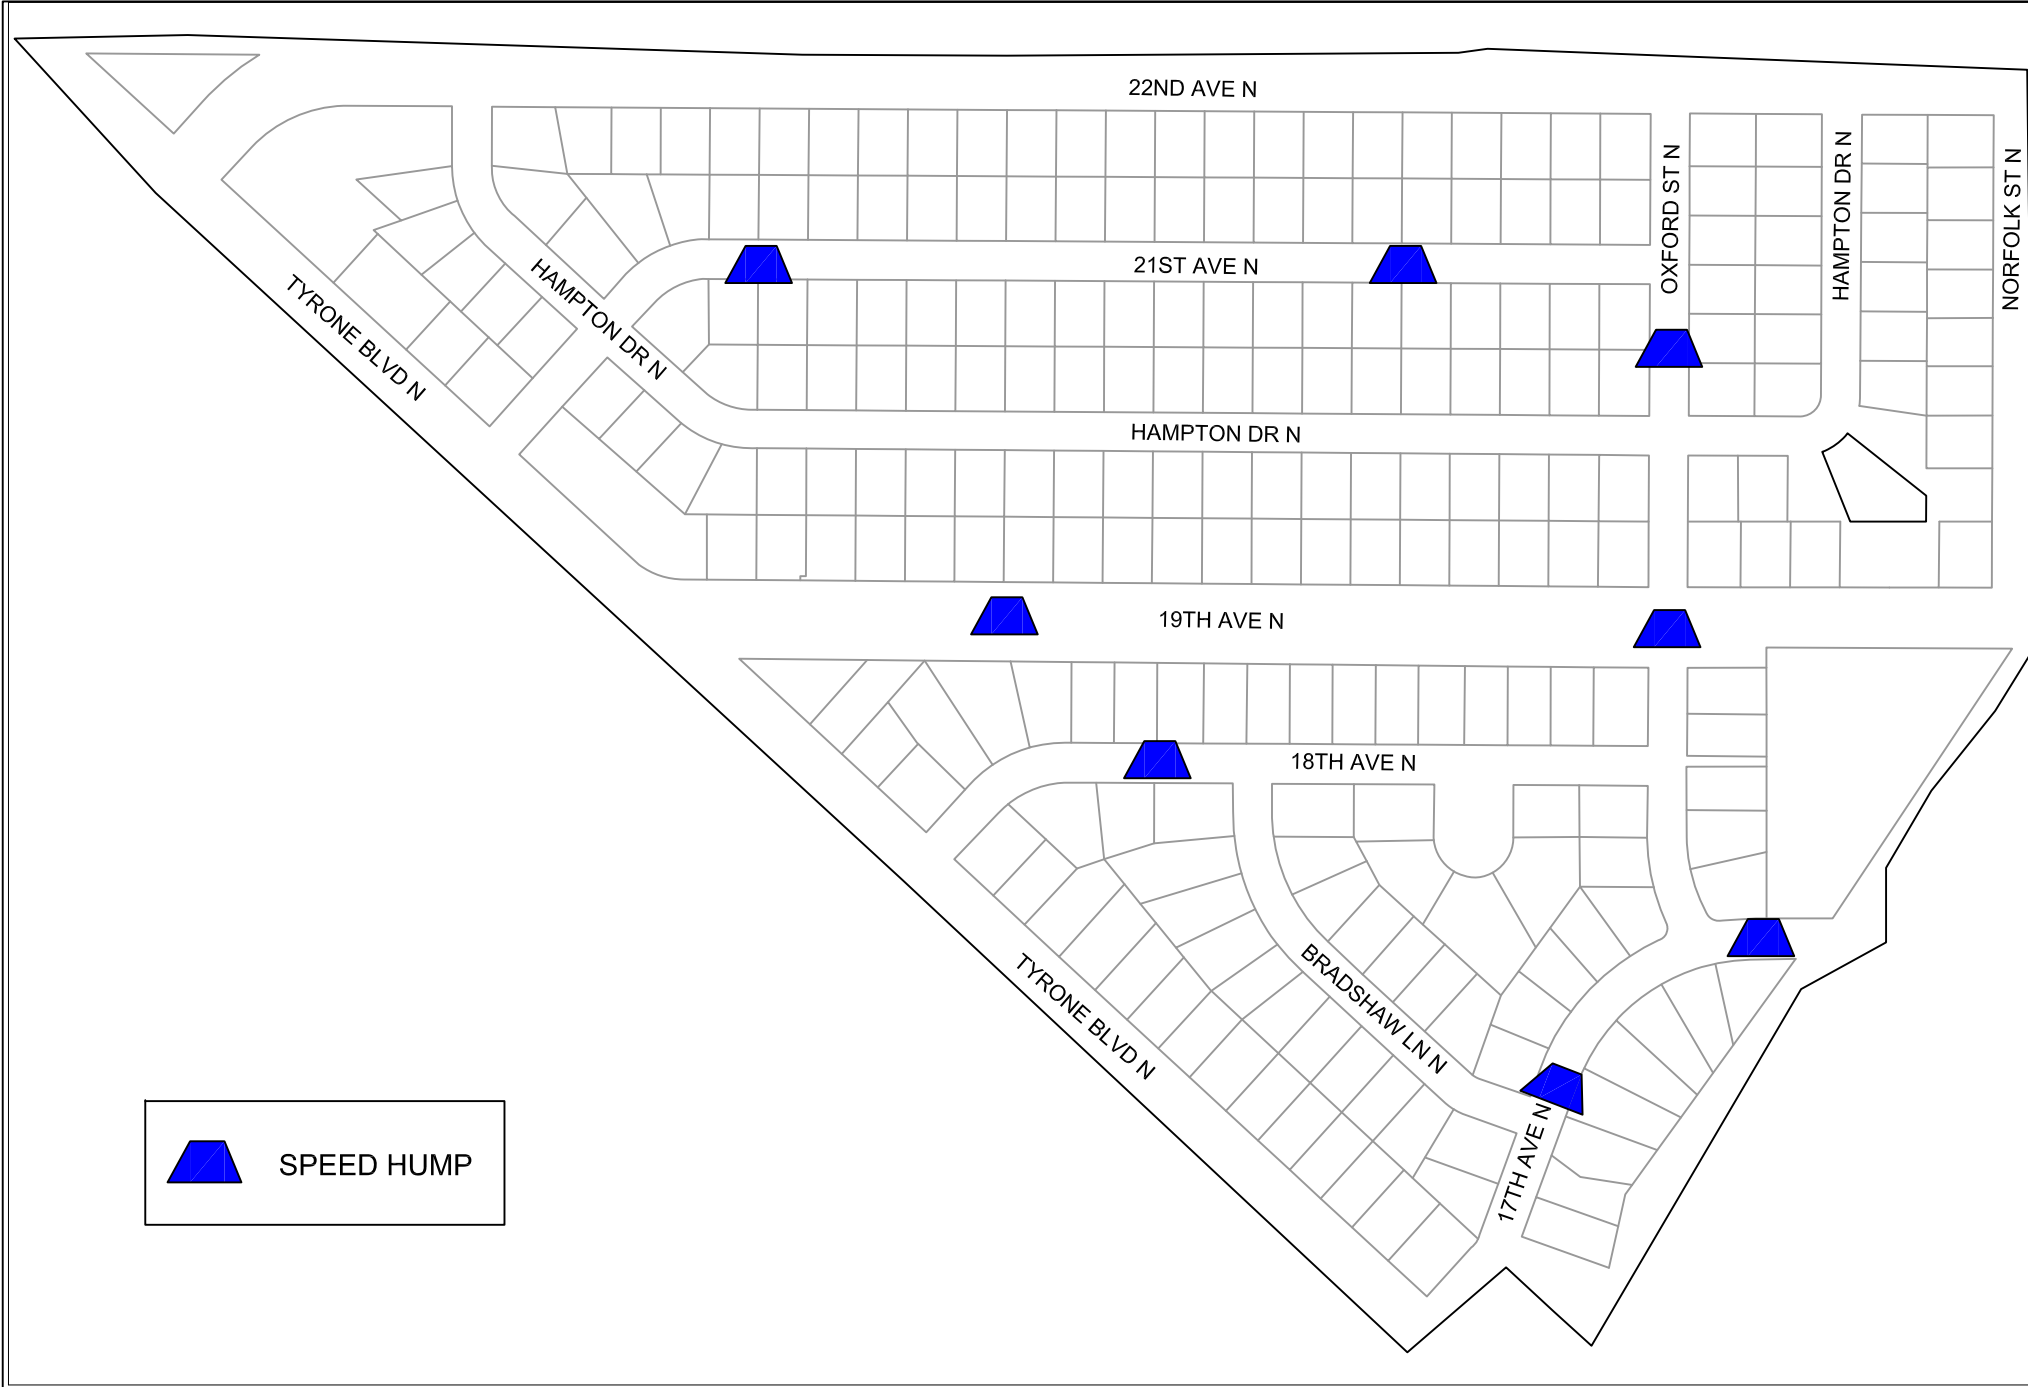 22ND AVE N
OXFORD ST N
HAMPTON DR N
NORFOLK ST N
21ST AVE N
HAMPTON DR N
TYRONE BLVD N
HAMPTON DR N
19TH AVE N
18TH AVE N
BRADSHAW LN N
TYRONE BLVD N
17TH AVE N
SPEED HUMP